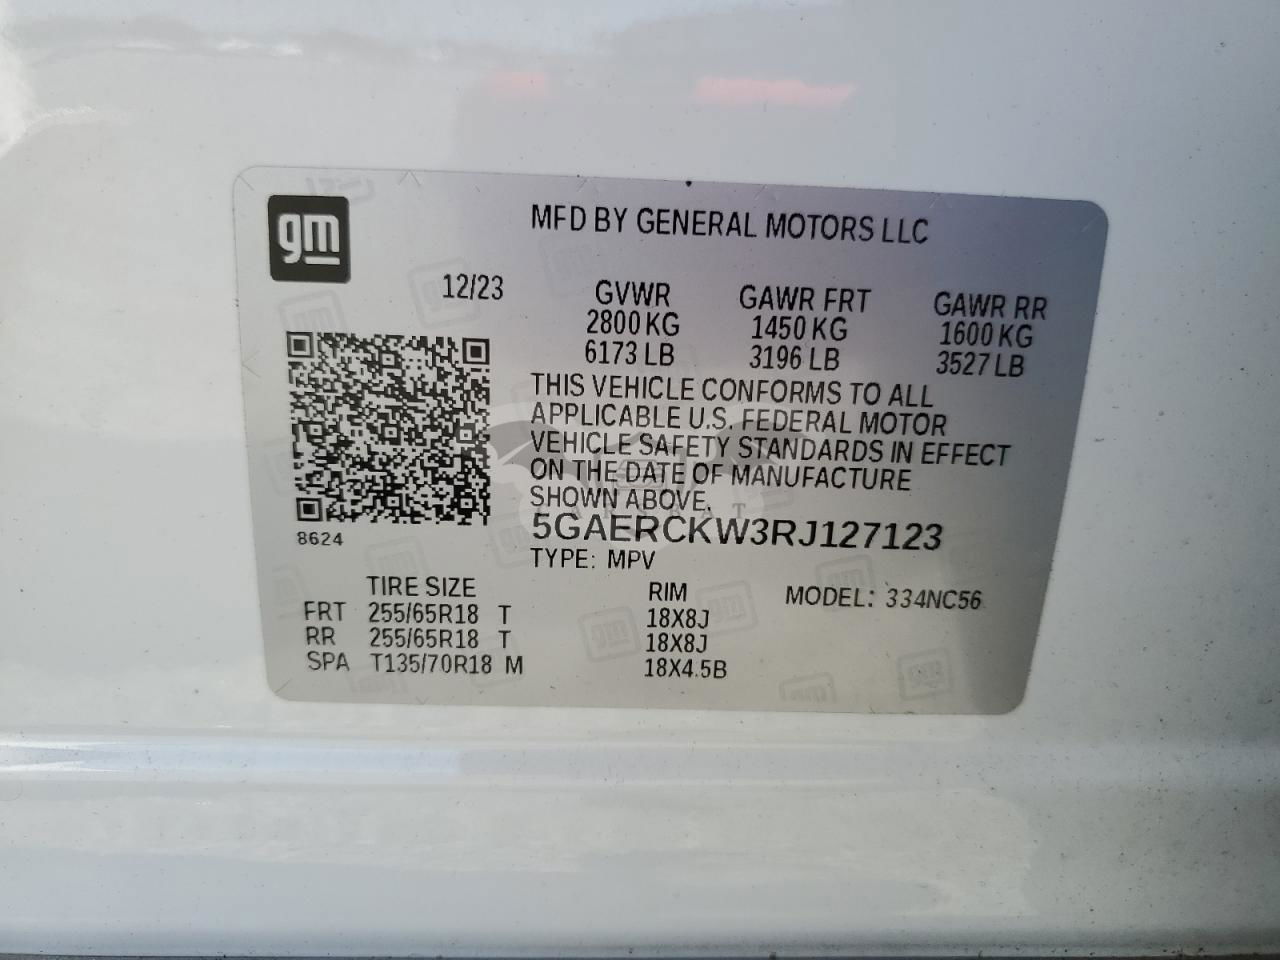 gm
MFD BY GENERAL MOTORS LLC
12/23
GVWR GAWR FRT GAWR RR
2800 KG 1450 KG 1600 KG
6173 LB 3196 LB 3527 LB
THIS VEHICLE CONFORMS TO ALL
APPLICABLE U.S. FEDERAL MOTOR
VEHICLE SAFETY STANDARDS IN EFFECT
ON THE DATE OF MANUFACTURE
SHOWN ABOVE.
5GAERCKW3RJ127123
8624
TYPE: MPV
TIRE SIZE RIM MODEL: 334NC56
FRT 255/65R18 T 18X8J
RR 255/65R18 T 18X8J
SPA T135/70R18 M 18X4.5B